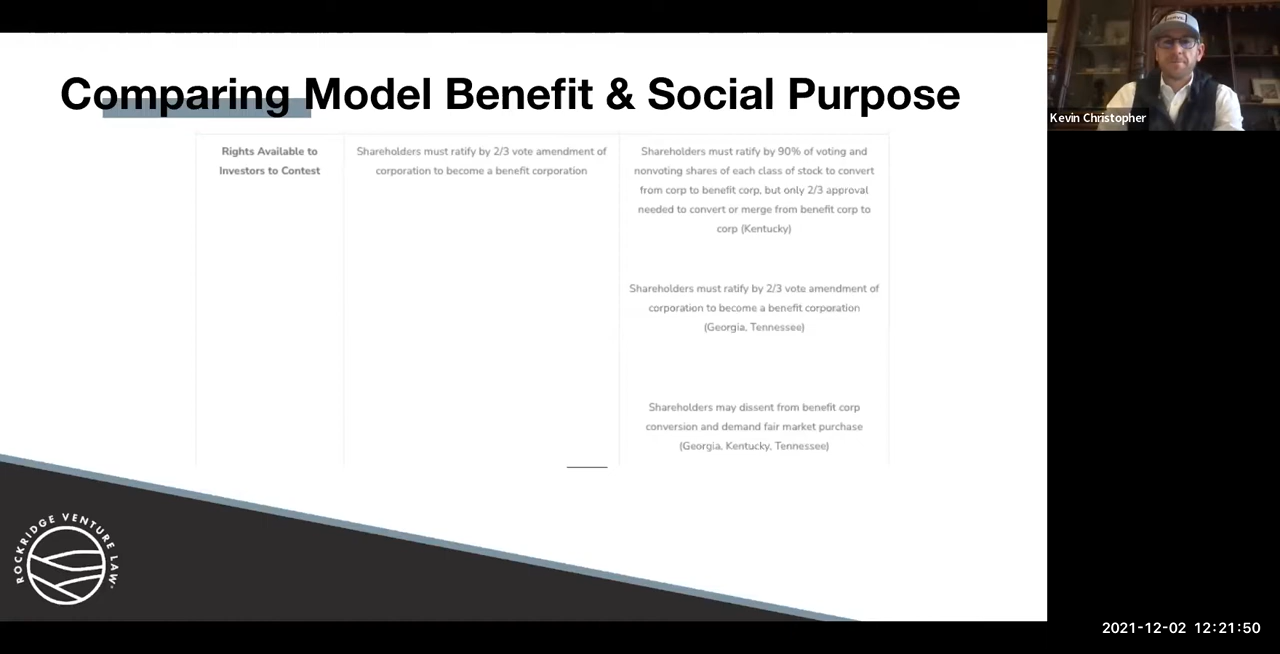 Comparing Model Benefit & Social Purpose
Rights Available to
Investors to Contest
Shareholders must ratify by 2/3 vote amendment of
corporation to become a benefit corporation
Shareholders must ratify by 90% of voting and
nonvoting shares of each class of stock to convert
from corp to benefit corp, but only 2/3 approval
needed to convert or merge from benefit corp to
corp (Kentucky)
Shareholders must ratify by 2/3 vote amendment of
corporation to become a benefit corporation
(Georgia, Tennessee)
Shareholders may dissent from benefit corp
conversion and demand fair market purchase
(Georgia, Kentucky, Tennessee)
ROCKRIDGE VENTURE LAW
Kevin Christopher
2021-12-02 12:21:50